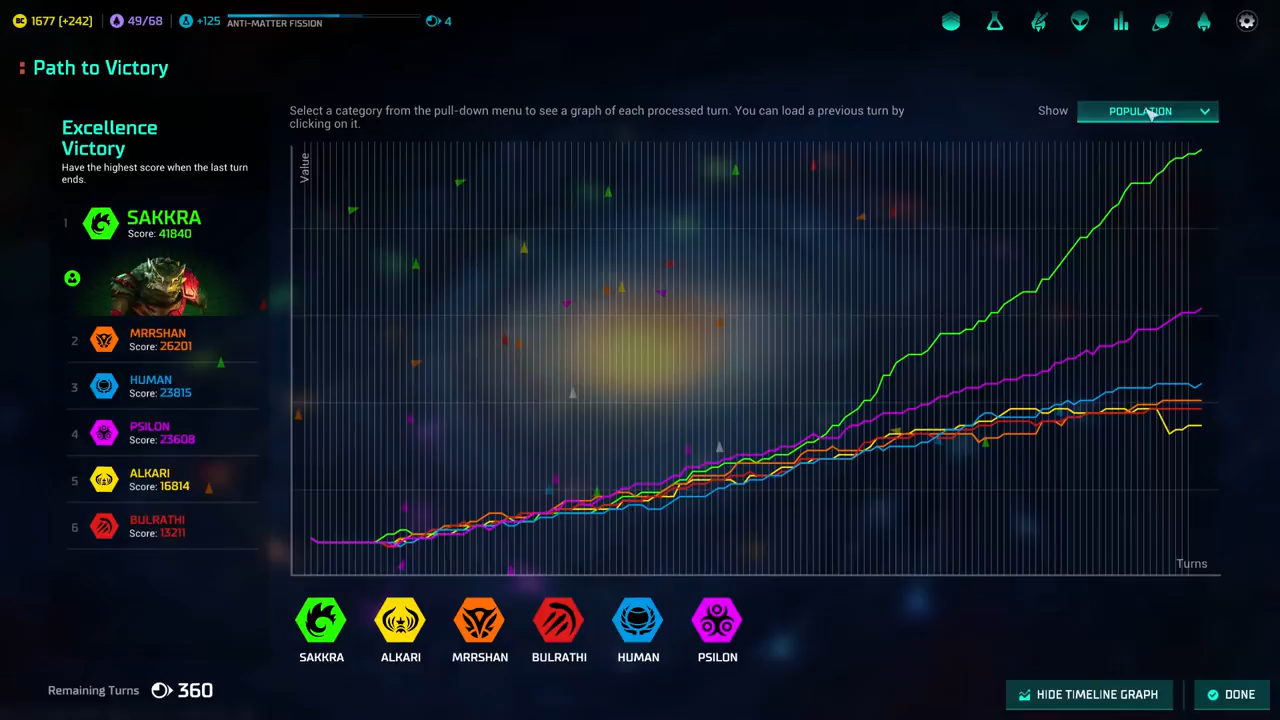 1677 [+242]
49/68
+125
ANTI-MATTER FISSION
4
Path to Victory
Excellence
Victory
Have the highest score when the last turn
ends.
1
SAKKRA
Score: 41840
2
MRRSHAN
Score: 26201
3
HUMAN
Score: 23815
4
PSILON
Score: 23608
5
ALKARI
Score: 16814
6
BULRATHI
Score: 13211
Select a category from the pull-down menu to see a graph of each processed turn. You can load a previous turn by
clicking on it.
Show
POPULATION
Value
Turns
SAKKRA
ALKARI
MRRSHAN
BULRATHI
HUMAN
PSILON
Remaining Turns
360
HIDE TIMELINE GRAPH
DONE